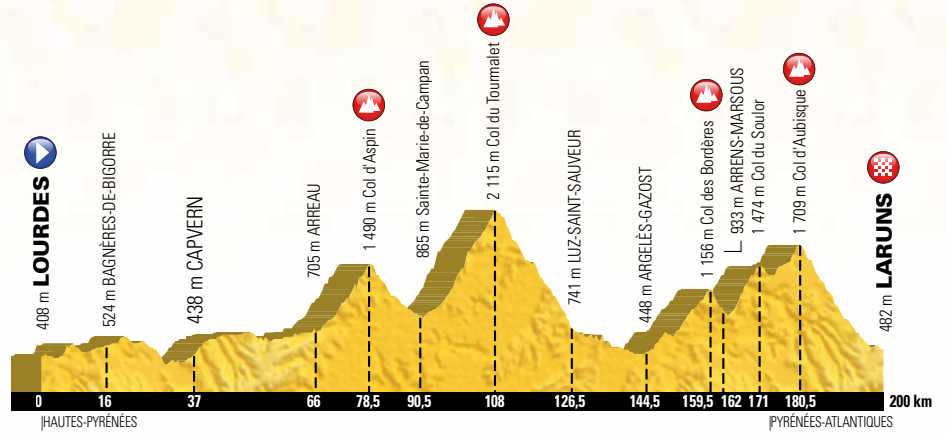 408 m LOURDES
524 m BAGNÈRES-DE-BIGORRE
438 m CAPVERN
705 m ARREAU
1 490 m Col d'Aspin
865 m Sainte-Marie-de-Campan
2 115 m Col du Tourmalet
741 m LUZ-SAINT-SAUVEUR
448 m ARGELÈS-GAZOST
1 156 m Col des Bordères
933 m ARRENS-MARSOUS
1 474 m Col du Soulor
1 709 m Col d'Aubisque
482 m LARUNS
0 16 37 66 78,5 90,5 108 126,5 144,5 159,5 162 171 180,5 200 km
HAUTES-PYRÉNÉES
PYRÉNÉES-ATLANTIQUES